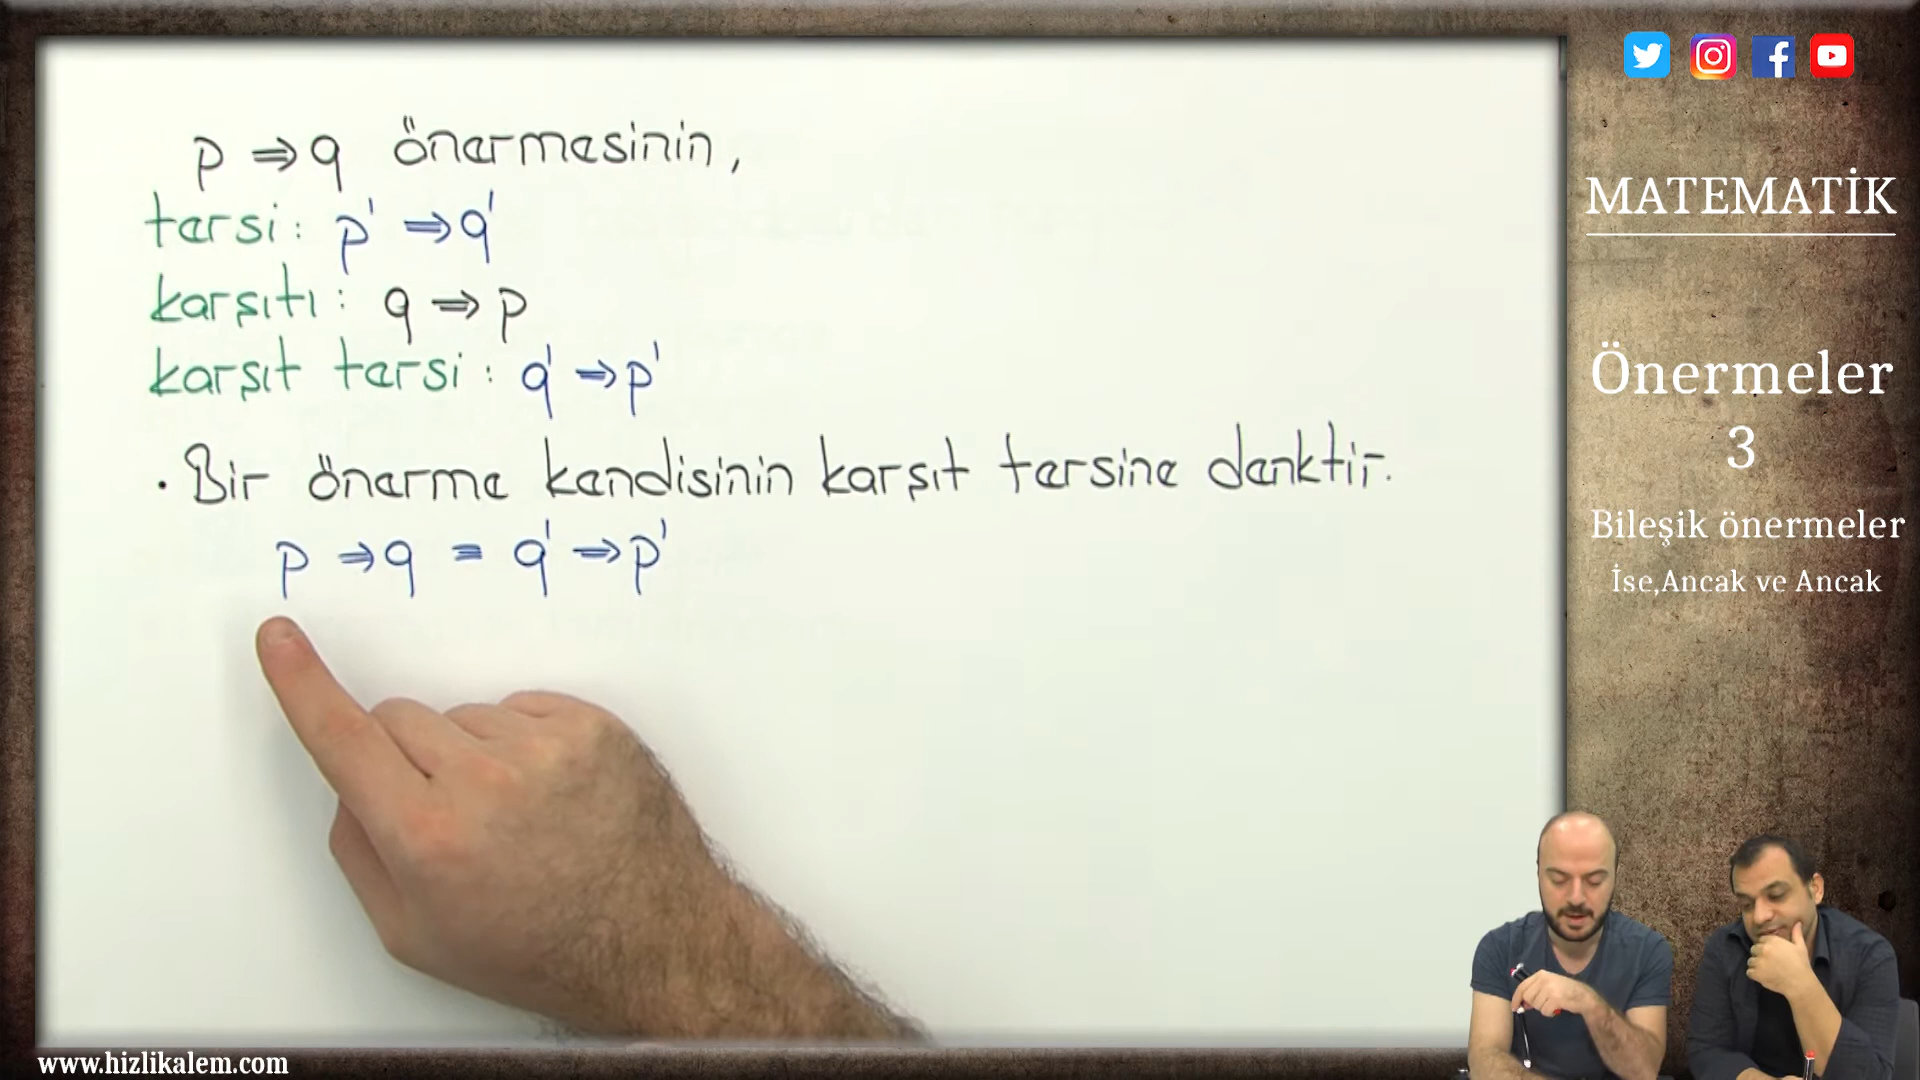 p ⇒ q önermesinin,
tersi: p' ⇒ q'
karşıtı: q ⇒ p
karşıt tersi: q' ⇒ p'
• Bir önerme kendisinin karşıt tersine denktir.
p ⇒ q ≡ q' ⇒ p'
MATEMATİK
Önermeler
3
Bileşik önermeler
İse,Ancak ve Ancak
www.hizlikalem.com